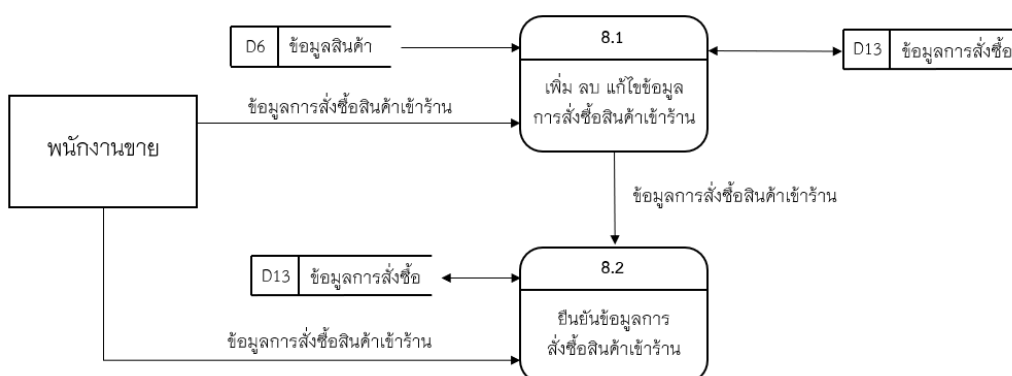 D6 ข้อมูลสินค้า
8.1
D13 ข้อมูลการสั่งซื้อ
เพิ่ม ลบ แก้ไขข้อมูล
การสั่งซื้อสินค้าเข้าร้าน
ข้อมูลการสั่งซื้อสินค้าเข้าร้าน
พนักงานขาย
ข้อมูลการสั่งซื้อสินค้าเข้าร้าน
8.2
D13 ข้อมูลการสั่งซื้อ
ยืนยันข้อมูลการ
สั่งซื้อสินค้าเข้าร้าน
ข้อมูลการสั่งซื้อสินค้าเข้าร้าน